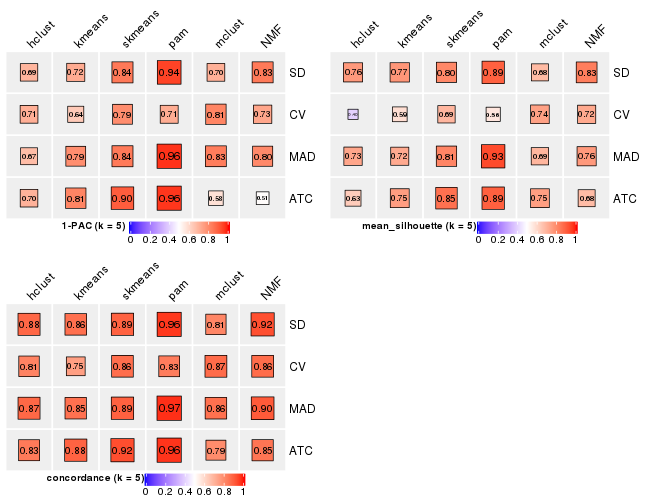 hclust kmeans skmeans pam mclust NMF
0.69 0.72 0.84 0.94 0.70 0.83 SD
0.71 0.64 0.79 0.71 0.81 0.73 CV
0.67 0.79 0.84 0.96 0.83 0.80 MAD
0.70 0.81 0.90 0.96 0.58 0.51 ATC
1-PAC (k = 5)
0 0.2 0.4 0.6 0.8 1
hclust kmeans skmeans pam mclust NMF
0.76 0.77 0.80 0.89 0.68 0.83 SD
0.59 0.69 0.56 0.74 0.72 CV
0.73 0.72 0.81 0.93 0.69 0.76 MAD
0.63 0.75 0.85 0.89 0.75 0.68 ATC
mean_silhouette (k = 5)
0 0.2 0.4 0.6 0.8 1
hclust kmeans skmeans pam mclust NMF
0.88 0.86 0.89 0.95 0.81 0.92 SD
0.81 0.75 0.86 0.83 0.87 0.86 CV
0.87 0.85 0.89 0.97 0.86 0.90 MAD
0.83 0.88 0.92 0.96 0.79 0.85 ATC
concordance (k = 5)
0 0.2 0.4 0.6 0.8 1